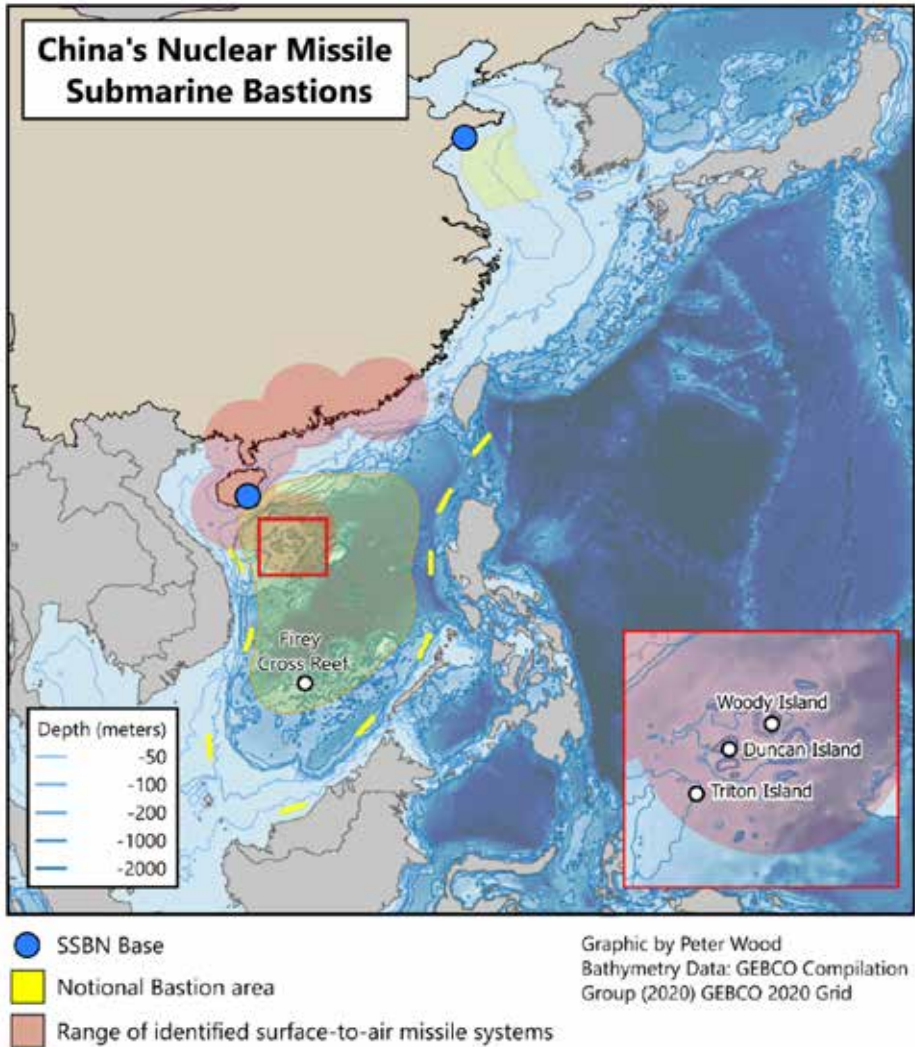 China's Nuclear Missile
Submarine Bastions
Firey
Cross Reef
Depth (meters)
-50
-100
-200
-1000
-2000
Woody Island
Duncan Island
Triton Island
SSBN Base
Notional Bastion area
Range of identified surface-to-air missile systems
Graphic by Peter Wood
Bathymetry Data: GEBCO Compilation
Group (2020) GEBCO 2020 Grid